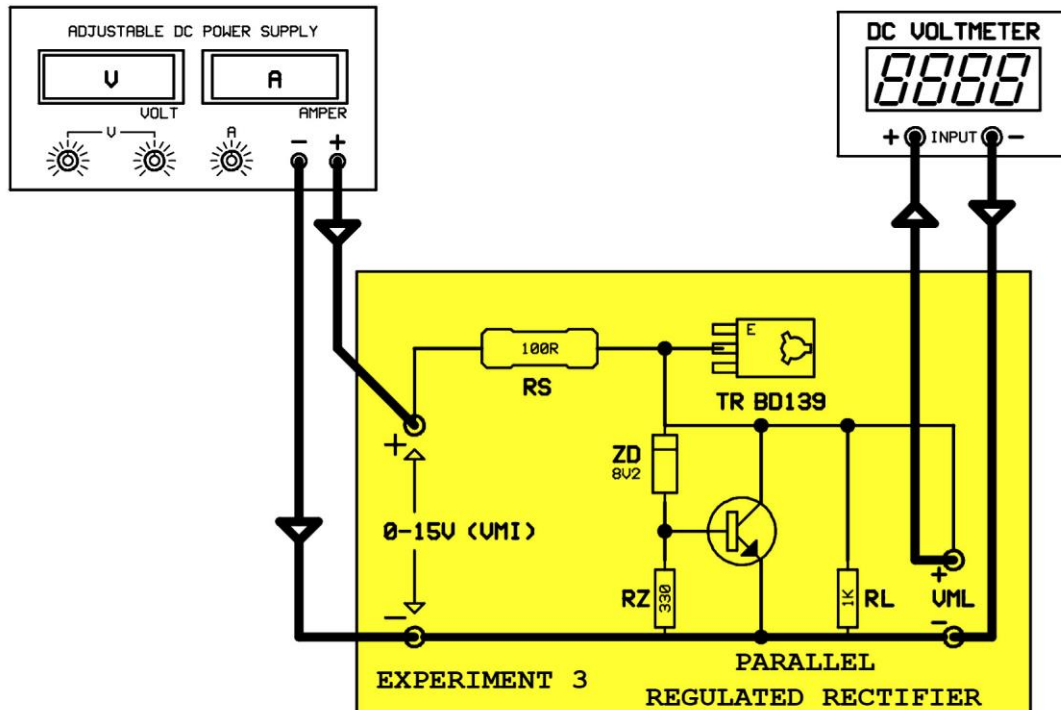 ADJUSTABLE DC POWER SUPPLY
V
A
VOLT
AMPER
V
A
- +
DC VOLTMETER
8888
+ INPUT -
E
100R
RS
TR BD139
+
ZD
8V2
0-15V (VMI)
RZ
330
1K
RL
+
VML
-
-
EXPERIMENT 3
PARALLEL
REGULATED RECTIFIER